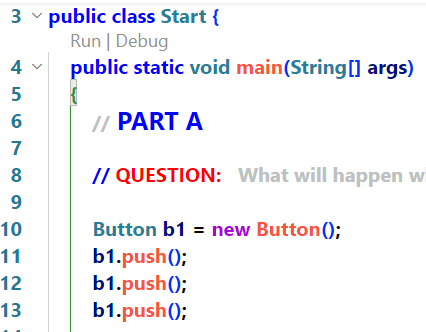 3 public class Start {
Run | Debug
4 public static void main(String[] args)
5 {
6 // PART A
7
8 // QUESTION: What will happen
9
10 Button b1 = new Button();
11 b1.push();
12 b1.push();
13 b1.push();